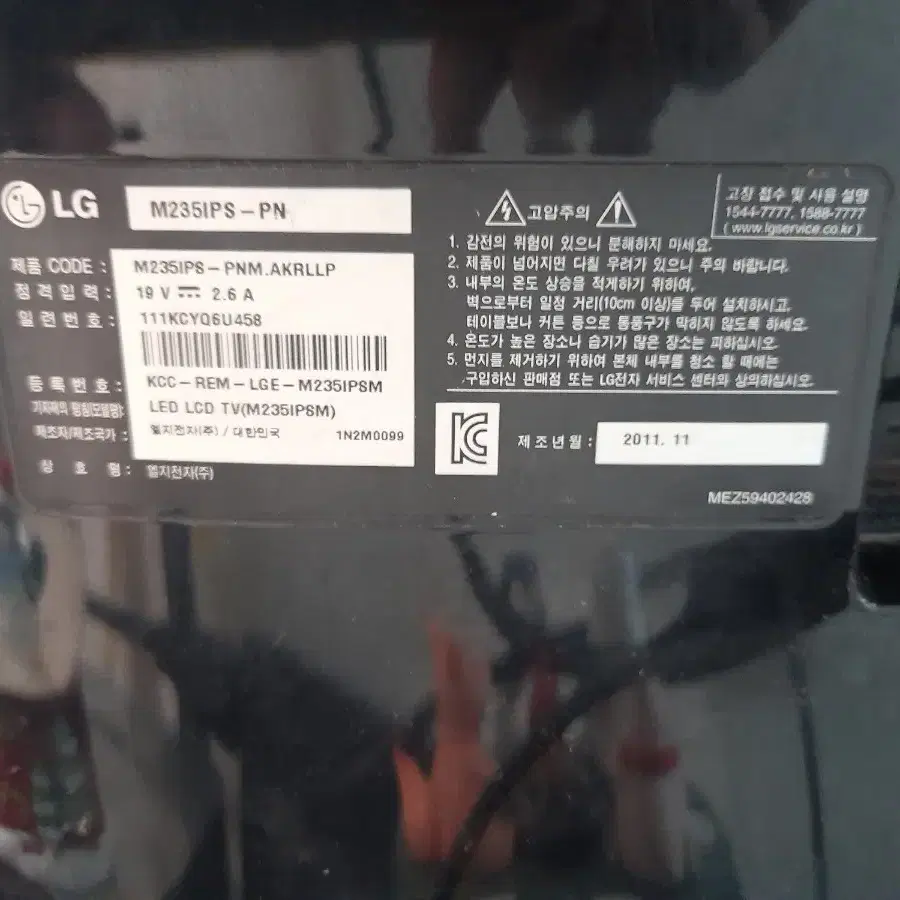 LG
M235IPS-PN
제품 CODE : M235IPS-PNM.AKRLLP
정격입력 : 19 V 2.6 A
일련번호 : 111KCYQ6U458
등록번호 : KCC-REM-LGE-M235IPSM
기자재의 명칭(모델명): LED LCD TV(M235IPSM)
제조자/제조국가 : 엘지전자(주) / 대한민국 1N2M0099
상 호 명 : 엘지전자(주)
고압주의
고장 접수 및 사용 설명
1544-7777, 1588-7777
( www.lgservice.co.kr )
1. 감전의 위험이 있으니 분해하지 마세요.
2. 제품이 넘어지면 다칠 우려가 있으니 주의 바랍니다.
3. 내부의 온도 상승을 적게하기 위하여,
벽으로부터 일정 거리(10cm 이상)를 두어 설치하시고,
테이블보나 커튼 등으로 통풍구가 막히지 않도록 하세요.
4. 온도가 높은 장소나 습기가 많은 장소는 피하십시오.
5. 먼지를 제거하기 위하여 본체 내부를 청소 할 때에는
구입하신 판매점 또는 LG전자 서비스 센터와 상의하십시오.
제조년월 : 2011. 11
MEZ59402428